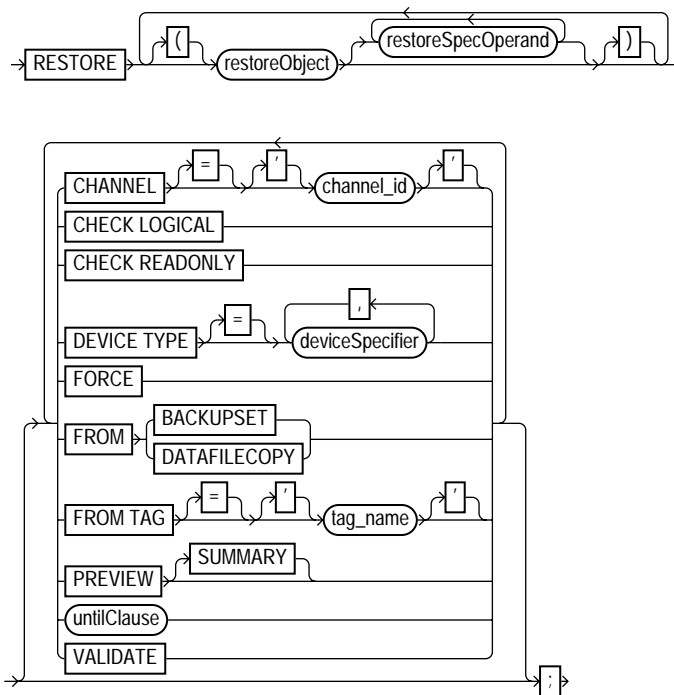 ( restoreSpecOperand )
RESTORE restoreObject
= ' '
CHANNEL channel_id
CHECK LOGICAL
CHECK READONLY
= ,
DEVICE TYPE deviceSpecifier
FORCE
BACKUPSET
FROM
DATAFILECOPY
= ' '
FROM TAG tag_name
SUMMARY
PREVIEW
untilClause
VALIDATE
;